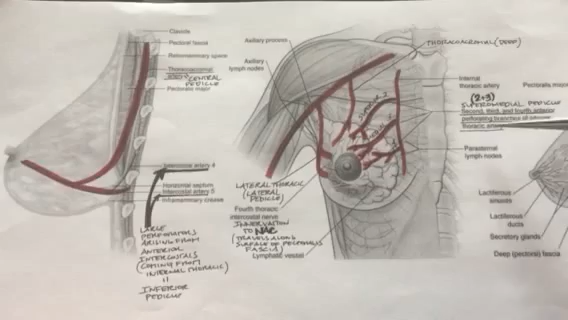 Clavicle
Pectoral fascia
Retromammary space
Thoracoacromial
CENTRAL
PEDICLE
Pectoralis major
Intercostal artery 4
Horizontal septum
Intercostal artery 5
Inframammary crease
LARGE
PERFORATORS
ARISING FROM
ANTERIOR
INTERCOSTALS
(COMING FROM
INTERNAL THORACIC)
INFERIOR
PEDICLE
Axillary process
Axillary
lymph nodes
LATERAL THORACIC
(LATERAL
PEDICLE)
Fourth thoracic
intercostal nerve
INNERVATION
TO NAC
(TRAVELS ALONG
SURFACE OF PECTORALIS
FASCIA)
Lymphatic vessel
THORACOACROMIAL (DEEP)
Internal
thoracic artery
(2+3)
SUPEROMEDIAL PEDICLE
Second, third, and fourth anterior
perforating branches of
thoracic
Parasternal
lymph nodes
Pectoralis major
Lactiferous
sinuses
Lactiferous
ducts
Secretory glands
Deep (pectoral) fascia